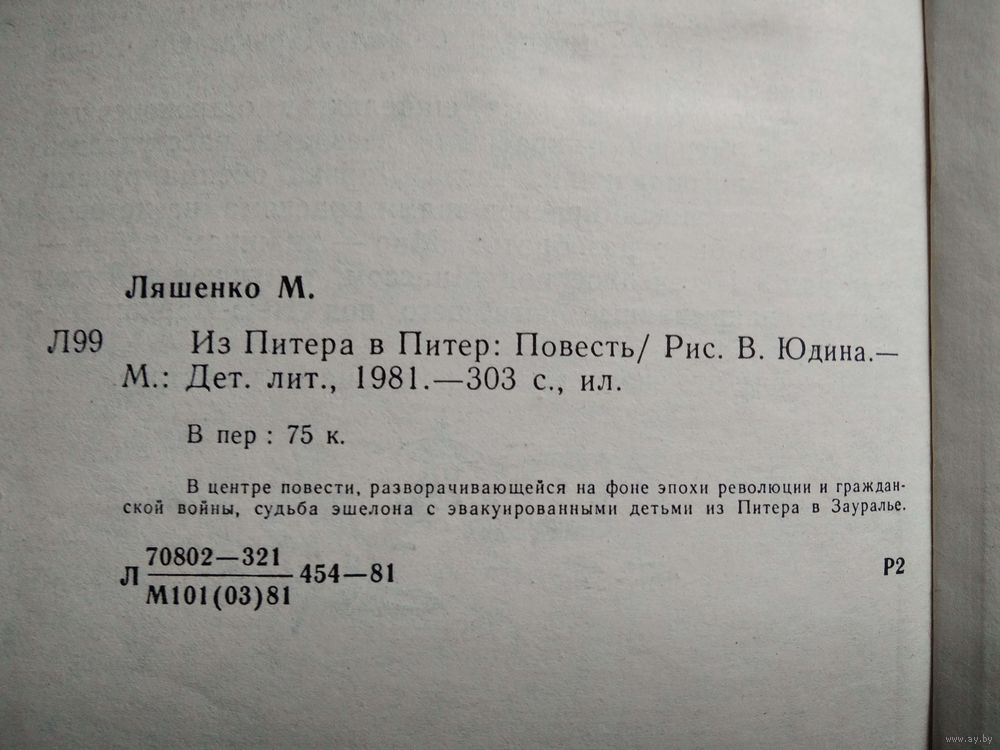 Ляшенко М.
Л99 Из Питера в Питер: Повесть/ Рис. В. Юдина.—
М.: Дет. лит., 1981.—303 с., ил.
В пер : 75 к.
В центре повести, разворачивающейся на фоне эпохи революции и граждан-
ской войны, судьба эшелона с эвакуированными детьми из Питера в Зауралье.
Л 70802—321 454—81 Р2
М101(03)81
www.ay.by